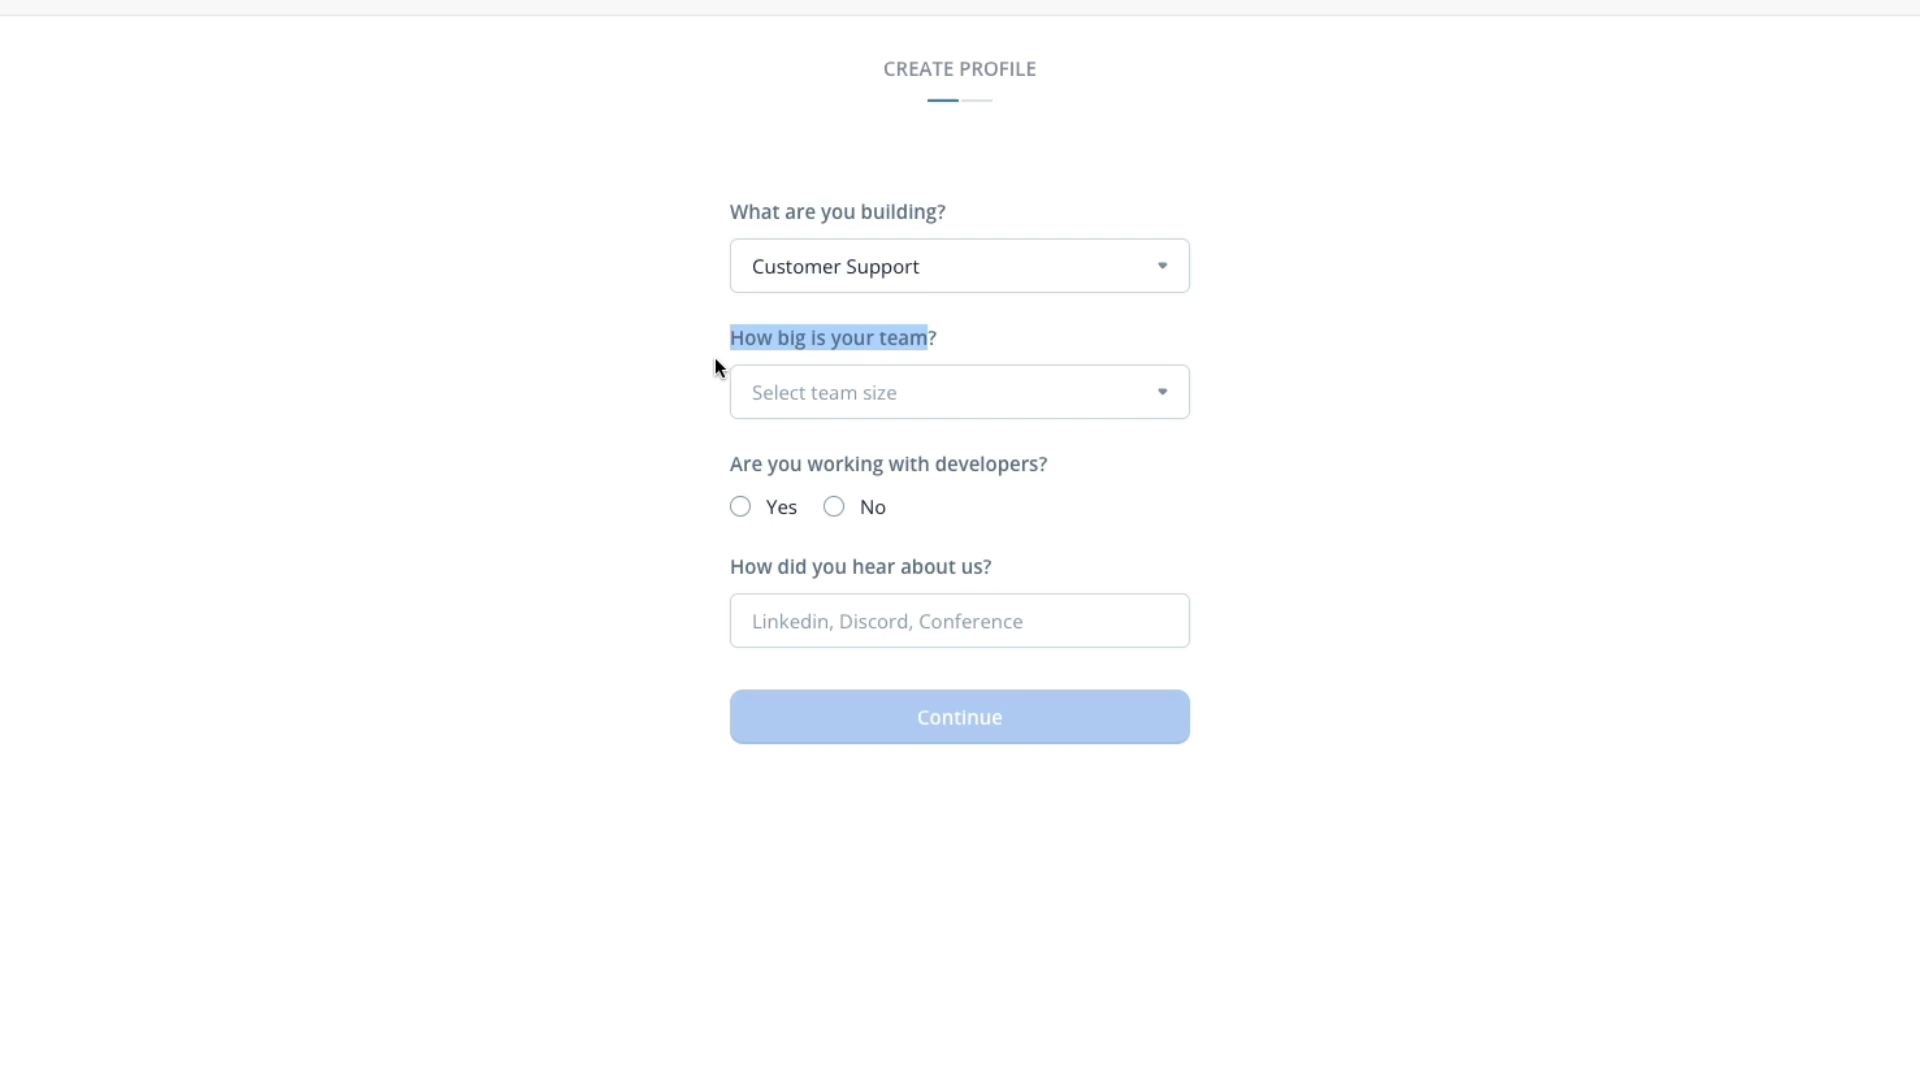 CREATE PROFILE
What are you building?
Customer Support
How big is your team?
Select team size
Are you working with developers?
Yes No
How did you hear about us?
Linkedin, Discord, Conference
Continue